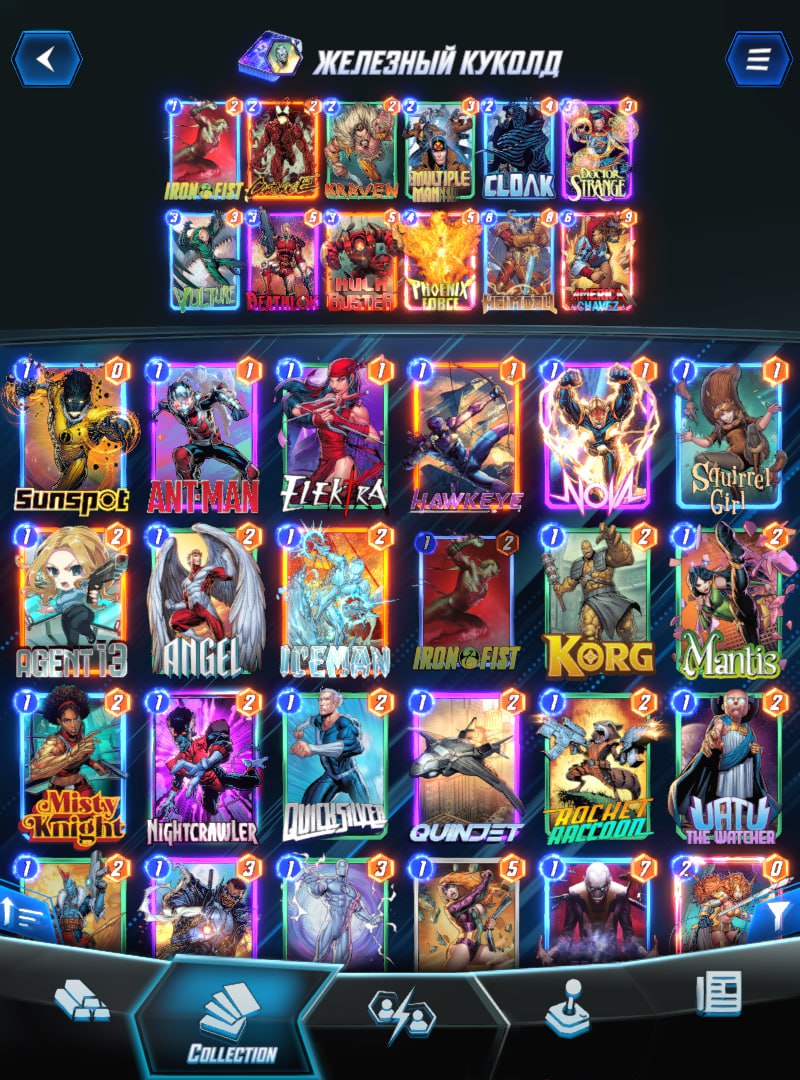 ЖЕЛЕЗНЫЙ КУКОЛД
1 2 2 2 2 2 2 3 2 4 3 3
IRON FIST CARNAGE KRAVEN MULTIPLE MAN CLOAK DOCTOR STRANGE
3 3 3 5 3 5 4 5 6 8 6 9
VULTURE DEATHLOK HULK BUSTER PHOENIX FORCE HEIMDALL AMERICA CHAVEZ
1 0 1 1 1 1 1 1 1 1 1 1
SUNSPOT ANT-MAN ELEKTRA HAWKEYE NOVA Squirrel Girl
1 2 1 2 1 2 1 2 1 2 1 2
AGENT 13 ANGEL ICEMAN IRON FIST KORG Mantis
1 2 1 2 1 2 1 2 1 2 1 2
Misty Knight NIGHTCRAWLER QUICKSILVER QUINJET ROCKET RACCOON UATU THE WATCHER
1 2 1 3 1 3 1 5 1 7 2 0
COLLECTION